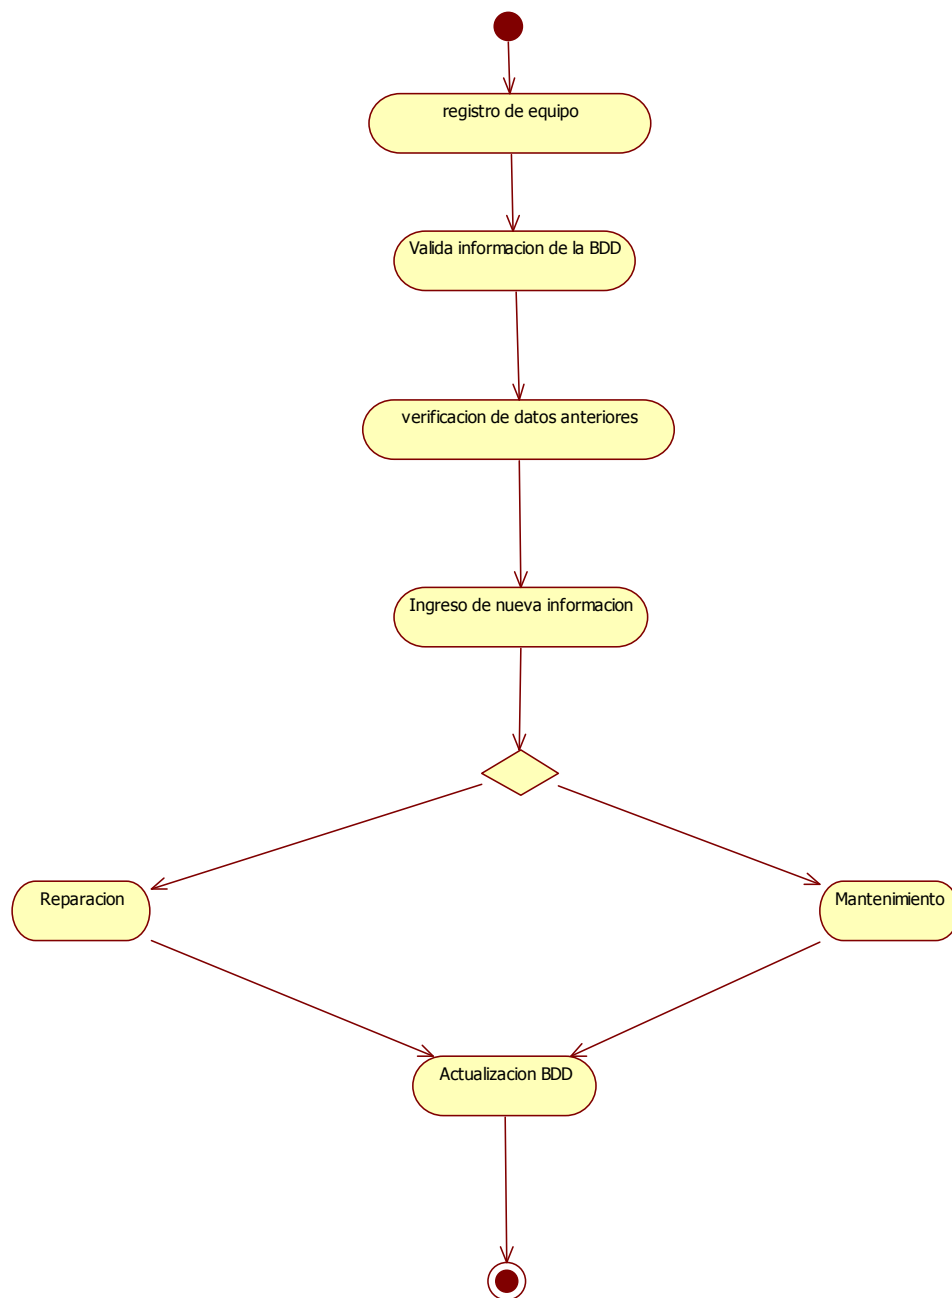 registro de equipo
Valida informacion de la BDD
verificacion de datos anteriores
Ingreso de nueva informacion
Reparacion
Mantenimiento
Actualizacion BDD